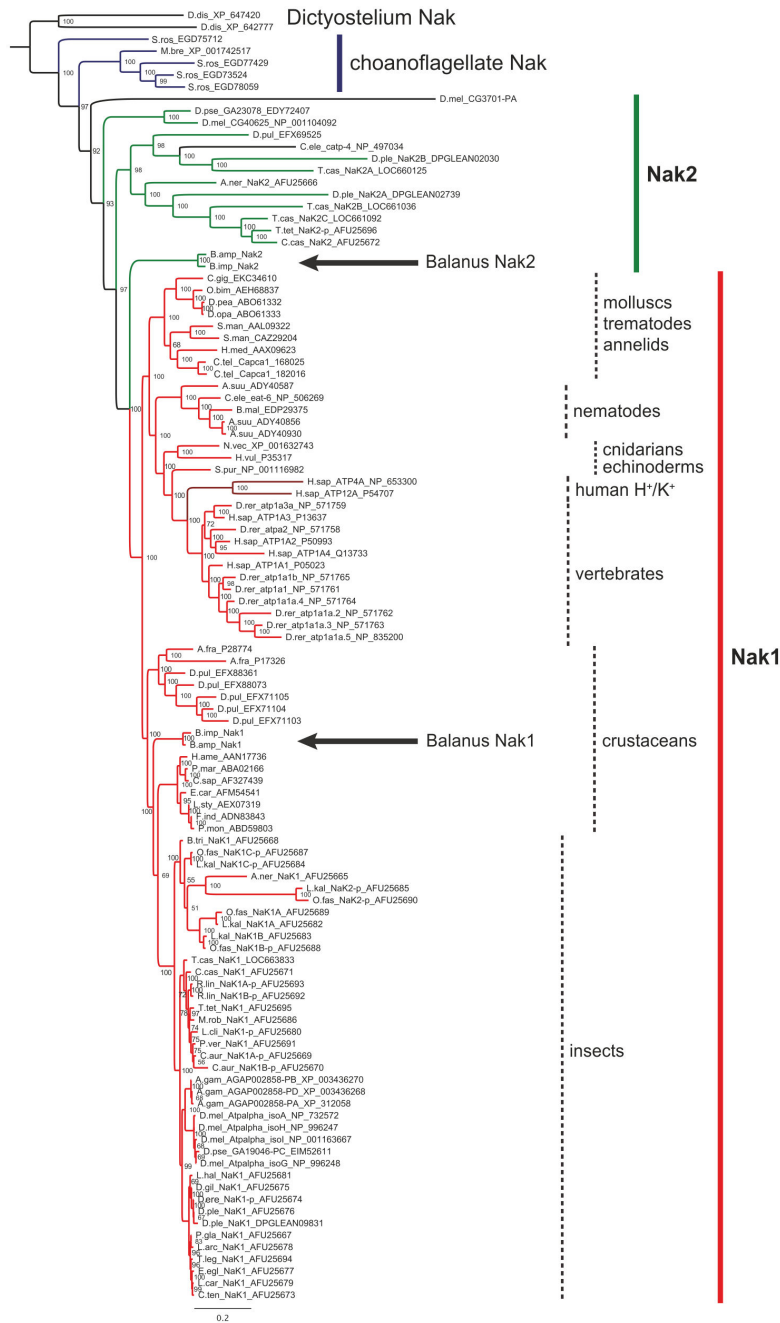 D.dis_XP_647420
Dictyostelium Nak
D.dis_XP_642777
S.ros_EGD75712
M.bre_XP_001742517
S.ros_EGD77429
choanoflagellate Nak
S.ros_EGD73524
S.ros_EGD78059
D.mel_CG3701-PA
D.pse_GA23078_EDY72407
D.mel_CG40625_NP_001104092
D.pul_EFX69525
C.ele_catp-4_NP_497034
D.ple_NaK2B_DPGLEAN02030
T.cas_NaK2A_LOC660125
Nak2
A.ner_NaK2_AFU25666
D.ple_NaK2A_DPGLEAN02739
T.cas_NaK2B_LOC661036
T.cas_NaK2C_LOC661092
T.tet_NaK2-p_AFU25696
C.cas_NaK2_AFU25672
B.amp_Nak2
Balanus Nak2
B.imp_Nak2
C.gig_EKC34610
O.bim_AEH68837
D.pea_ABO61332
D.opa_ABO61333
molluscs
trematodes
annelids
S.man_AAL09322
S.man_CAZ29204
H.med_AAX09623
C.tel_Capca1_168025
C.tel_Capca1_182016
A.suu_ADY40587
C.ele_eat-6_NP_506269
B.mal_EDP29375
nematodes
A.suu_ADY40856
A.suu_ADY40930
N.vec_XP_001632743
H.vul_P35317
cnidarians
echinoderms
S.pur_NP_001116982
H.sap_ATP4A_NP_653300
human H⁺/K⁺
H.sap_ATP12A_P54707
D.rer_atp1a3a_NP_571759
H.sap_ATP1A3_P13637
D.rer_atpa2_NP_571758
H.sap_ATP1A2_P50993
H.sap_ATP1A4_Q13733
H.sap_ATP1A1_P05023
vertebrates
D.rer_atp1a1b_NP_571765
D.rer_atp1a1_NP_571761
D.rer_atp1a1a.4_NP_571764
D.rer_atp1a1a.2_NP_571762
D.rer_atp1a1a.3_NP_571763
D.rer_atp1a1a.5_NP_835200
Nak1
A.fra_P28774
A.fra_P17326
D.pul_EFX88361
D.pul_EFX88073
D.pul_EFX71105
D.pul_EFX71104
D.pul_EFX71103
B.imp_Nak1
Balanus Nak1
crustaceans
B.amp_Nak1
H.ame_AAN17736
P.mar_ABA02166
C.sap_AF327439
E.car_AFM54541
L.sty_AEX07319
F.ind_ADN83843
P.mon_ABD59803
B.tri_NaK1_AFU25668
O.fas_NaK1C-p_AFU25687
L.kal_NaK1C-p_AFU25684
A.ner_NaK1_AFU25665
L.kal_NaK2-p_AFU25685
O.fas_NaK2-p_AFU25690
O.fas_NaK1A_AFU25689
L.kal_NaK1A_AFU25682
L.kal_NaK1B_AFU25683
O.fas_NaK1B-p_AFU25688
T.cas_NaK1_LOC663833
C.cas_NaK1_AFU25671
R.lin_NaK1A-p_AFU25693
R.lin_NaK1B-p_AFU25692
T.tet_NaK1_AFU25695
M.rob_NaK1_AFU25686
L.cli_NaK1-p_AFU25680
P.ver_NaK1_AFU25691
insects
C.aur_NaK1A-p_AFU25669
C.aur_NaK1B-p_AFU25670
A.gam_AGAP002858-PB_XP_003436270
A.gam_AGAP002858-PD_XP_003436268
A.gam_AGAP002858-PA_XP_312058
D.mel_Atpalpha_isoA_NP_732572
D.mel_Atpalpha_isoH_NP_996247
D.mel_Atpalpha_isoI_NP_001163667
D.pse_GA19046-PC_EIM52611
D.mel_Atpalpha_isoG_NP_996248
L.hal_NaK1_AFU25681
D.gil_NaK1_AFU25675
D.ere_NaK1-p_AFU25674
D.ple_NaK1_AFU25676
D.ple_NaK1_DPGLEAN09831
P.gla_NaK1_AFU25667
L.arc_NaK1_AFU25678
T.leg_NaK1_AFU25694
E.egl_NaK1_AFU25677
L.car_NaK1_AFU25679
C.ten_NaK1_AFU25673
0.2